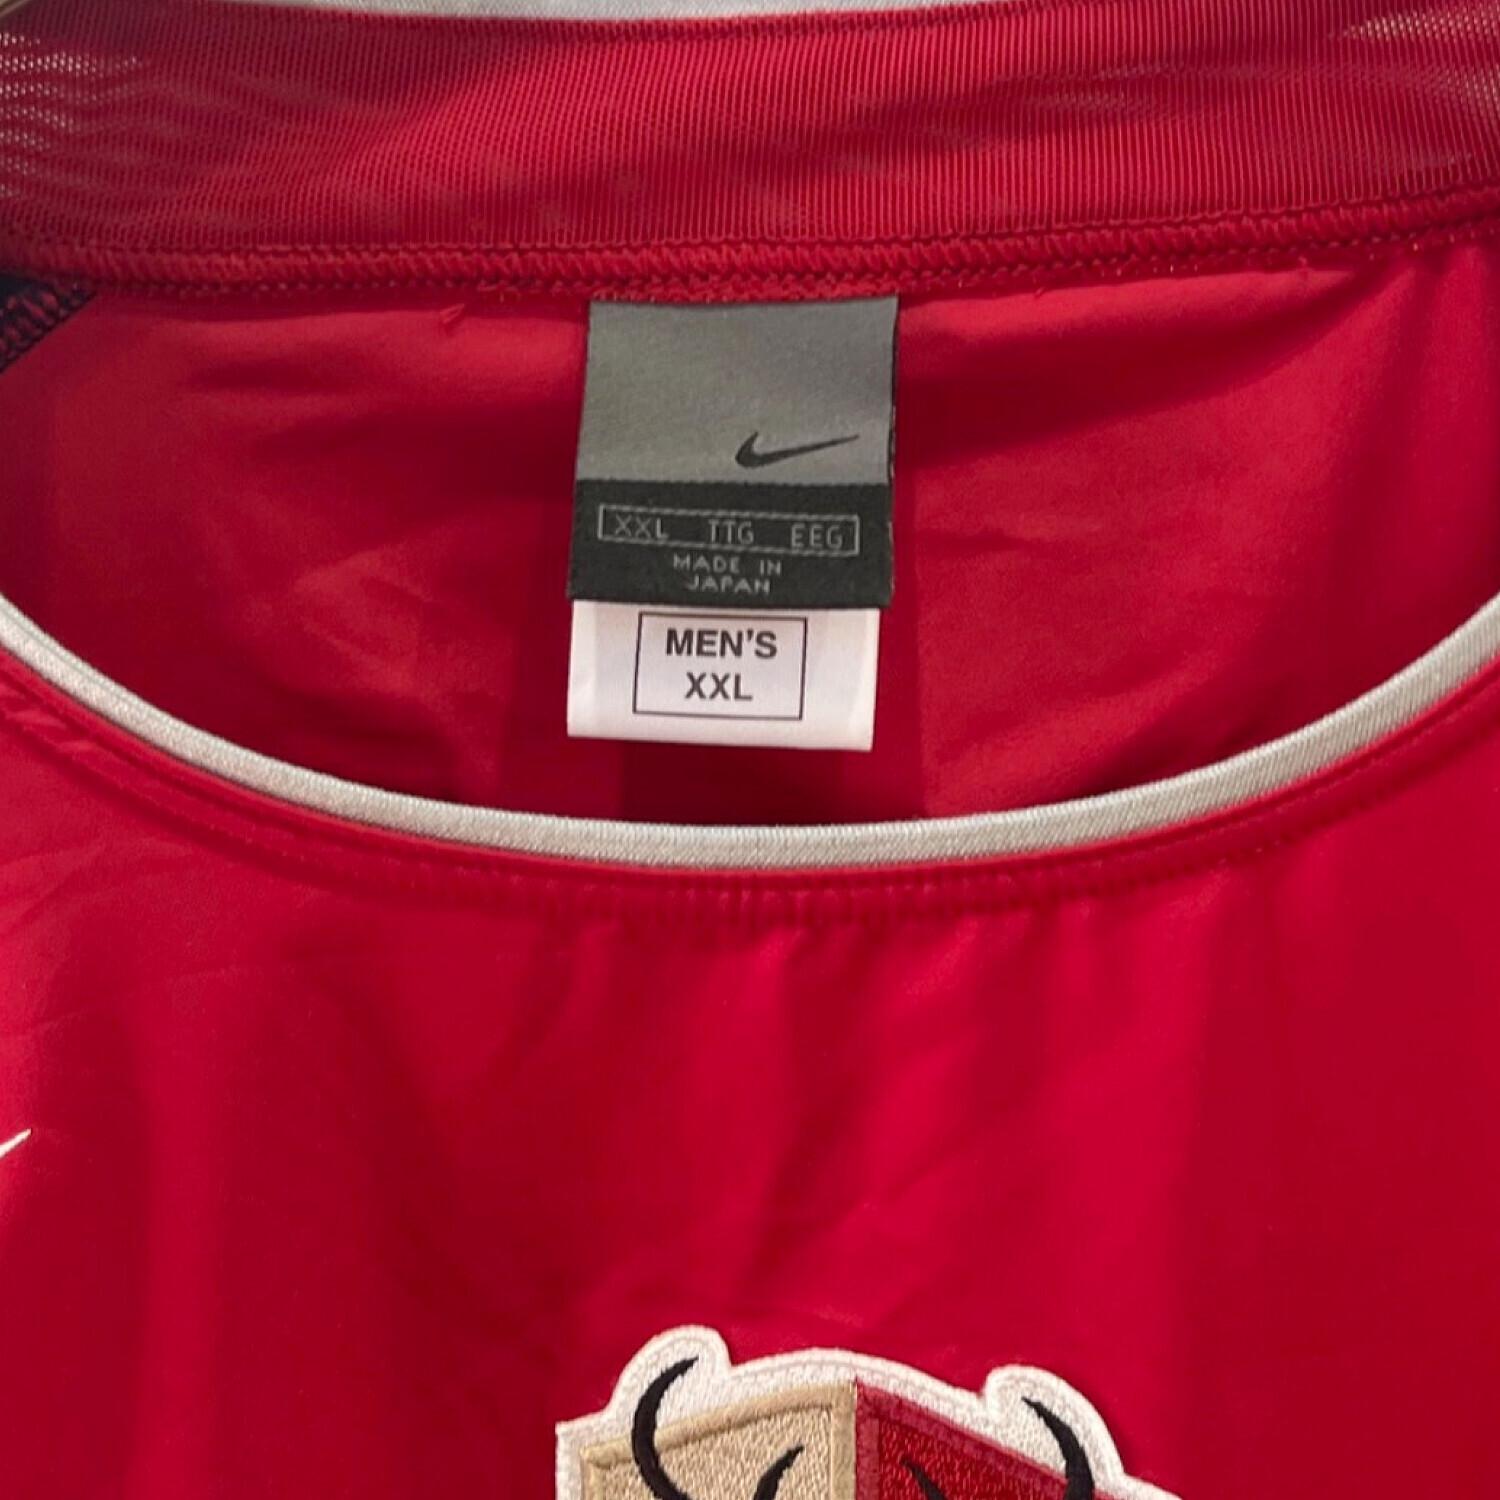 XXL TTG EEG
MADE IN
JAPAN
MEN'S
XXL